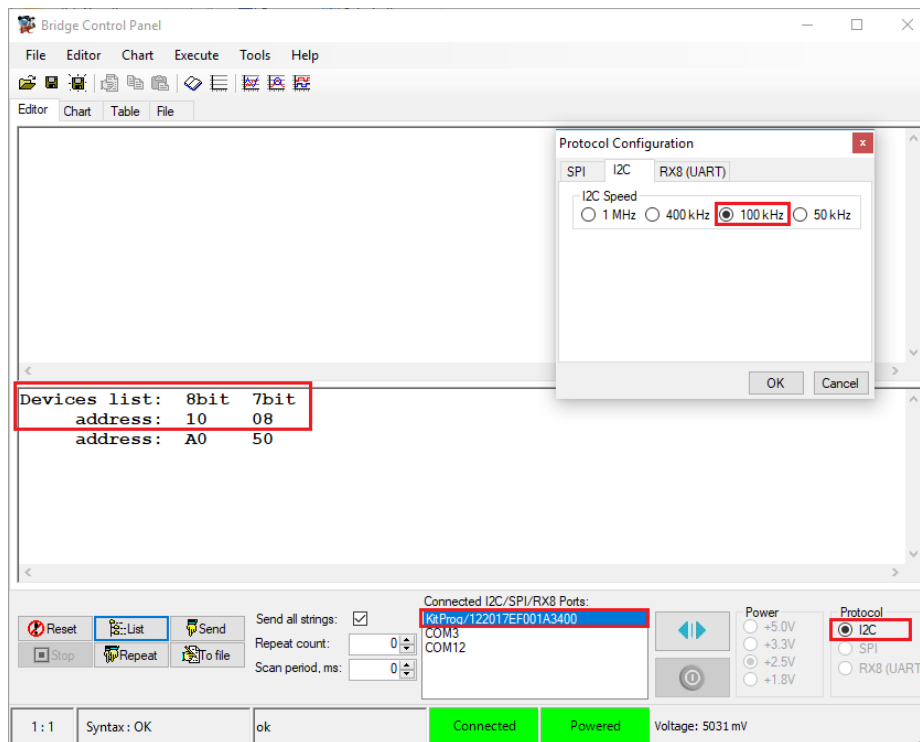 Bridge Control Panel
File Editor Chart Execute Tools Help
Editor Chart Table File
Protocol Configuration
x
SPI I2C RX8 (UART)
I2C Speed
1 MHz 400 kHz 100 kHz 50 kHz
OK Cancel
Devices list: 8bit 7bit
address: 10 08
address: A0 50
Reset List Send
Stop Repeat To file
Send all strings:
Repeat count: 0
Scan period, ms: 0
Connected I2C/SPI/RX8 Ports:
KitProg/122017EF001A3400
COM3
COM12
Power
+5.0V
+3.3V
+2.5V
+1.8V
Protocol
I2C
SPI
RX8 (UART
1 : 1 Syntax : OK ok Connected Powered Voltage: 5031 mV